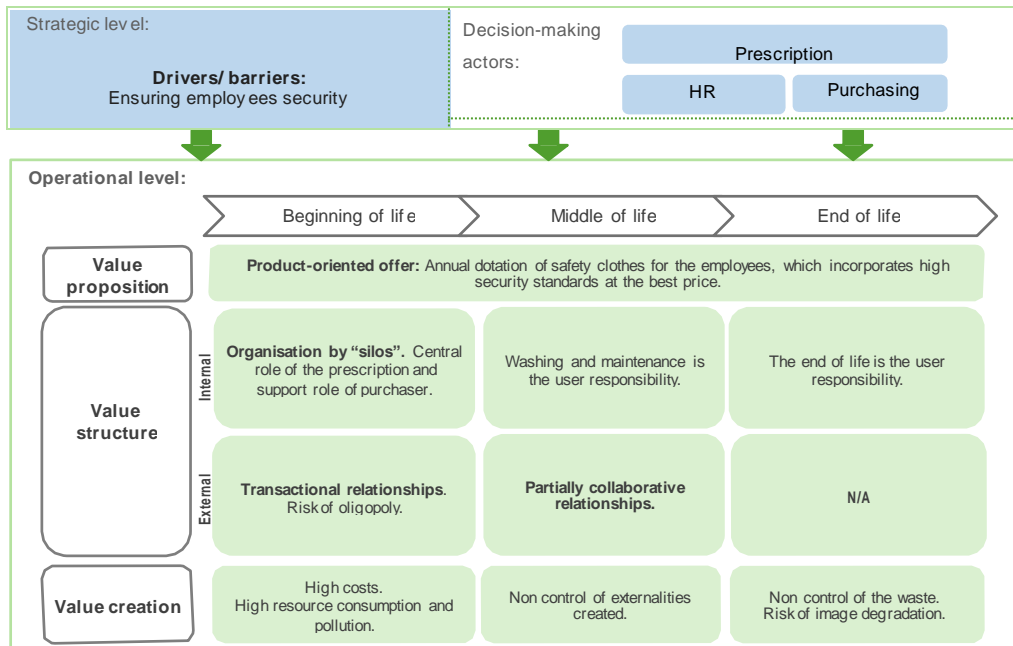 Strategic level:
Drivers/ barriers:
Ensuring employees security
Decision-making
actors:
Prescription
HR
Purchasing
Operational level:
Beginning of life
Middle of life
End of life
Value
proposition
Product-oriented offer: Annual dotation of safety clothes for the employees, which incorporates high
security standards at the best price.
Value
structure
Internal
Organisation by “silos”. Central
role of the prescription and
support role of purchaser.
Washing and maintenance is
the user responsibility.
The end of life is the user
responsibility.
External
Transactional relationships.
Risk of oligopoly.
Partially collaborative
relationships.
N/A
Value creation
High costs.
High resource consumption and
pollution.
Non control of externalities
created.
Non control of the waste.
Risk of image degradation.